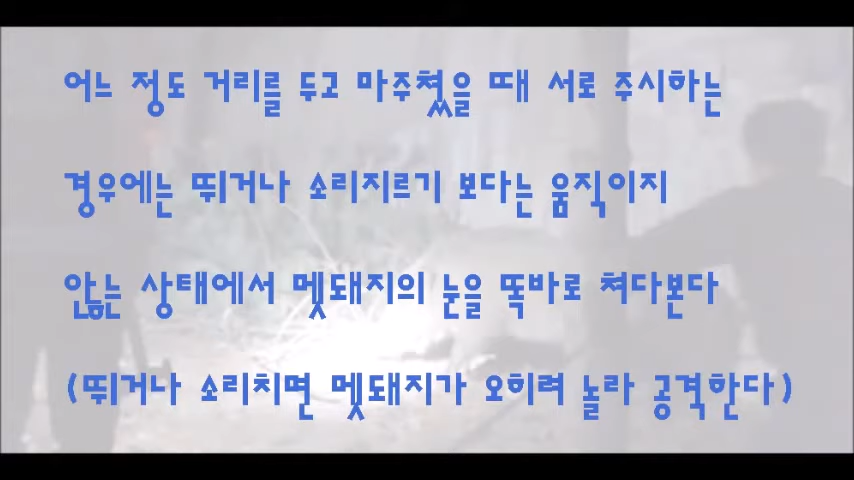 어느 정도 거리를 두고 마주쳤을 때 서로 주시하는
경우에는 뛰거나 소리지르기 보다는 움직이지
않는 상태에서 멧돼지의 눈을 똑바로 쳐다본다
(뛰거나 소리치면 멧돼지가 오히려 놀라 공격한다)